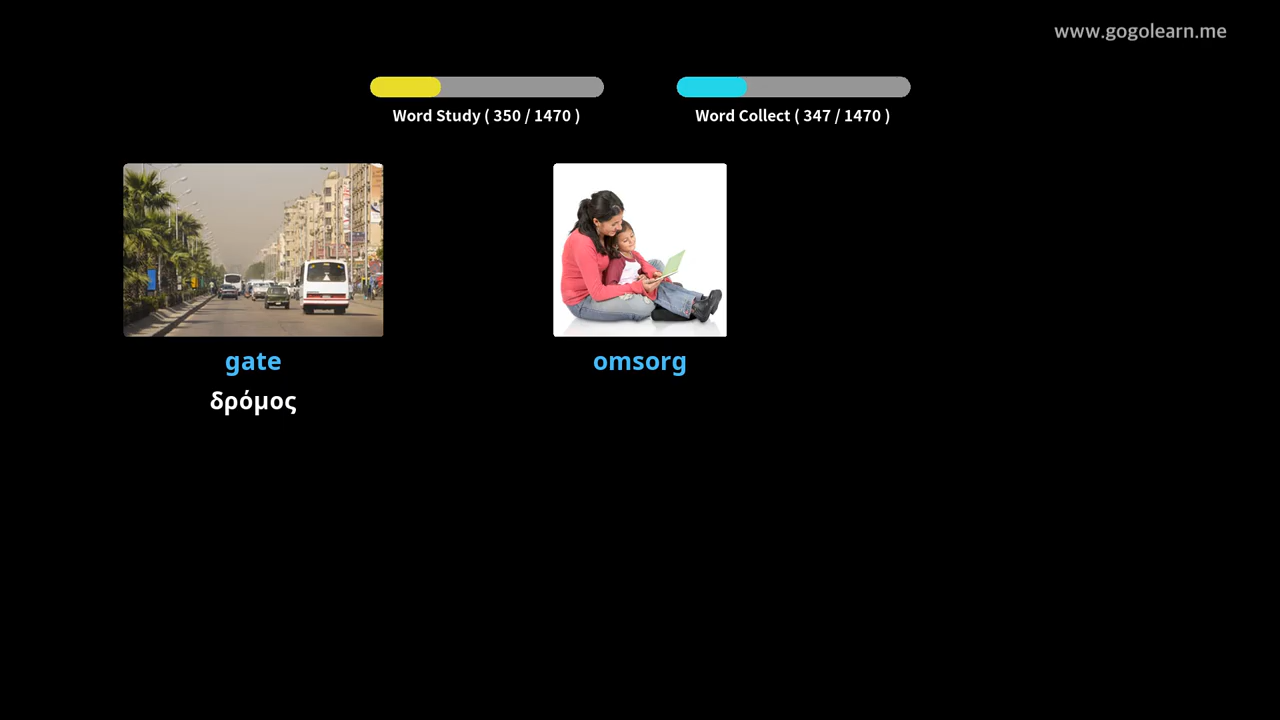 www.gogolearn.me
Word Study ( 350 / 1470 )
Word Collect ( 347 / 1470 )
gate
δρόμος
omsorg